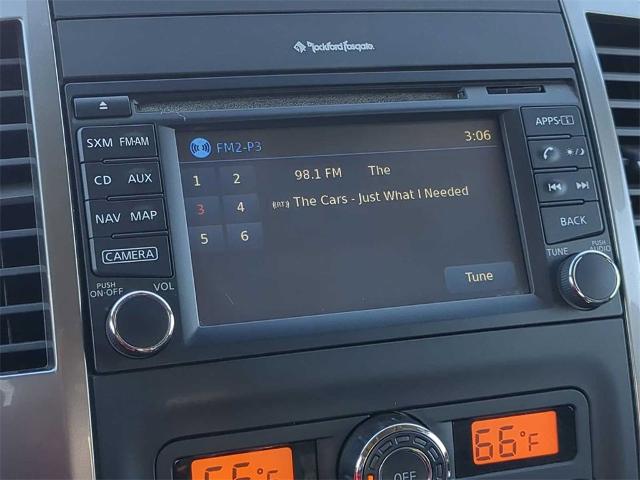 Rockford Fosgate
SXM FM·AM
CD AUX
NAV MAP
CAMERA
PUSH
ON·OFF
VOL
FM2-P3
3:06
98.1 FM The
1 2
3 4
5 6
The Cars - Just What I Needed
Tune
APPS·i
BACK
TUNE
PUSH
AUDIO
66°F
66°F
OFF